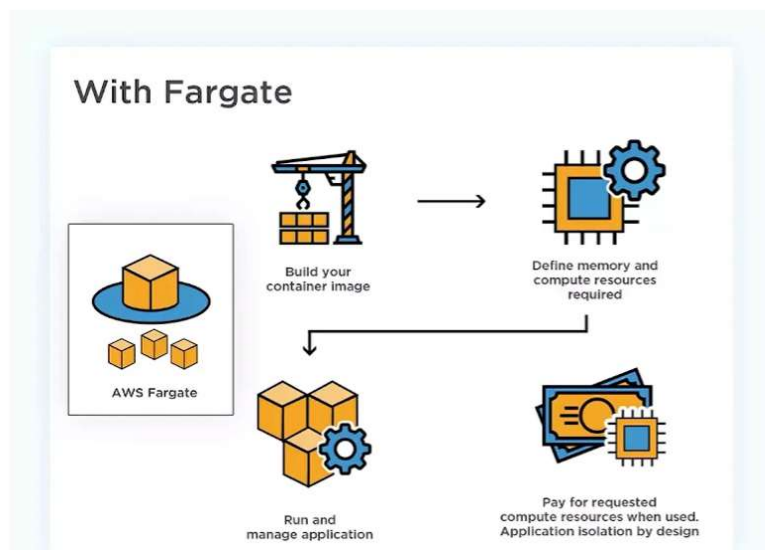 With Fargate
Build your
container image
Define memory and
compute resources
required
AWS Fargate
Run and
manage application
Pay for requested
compute resources when used.
Application isolation by design